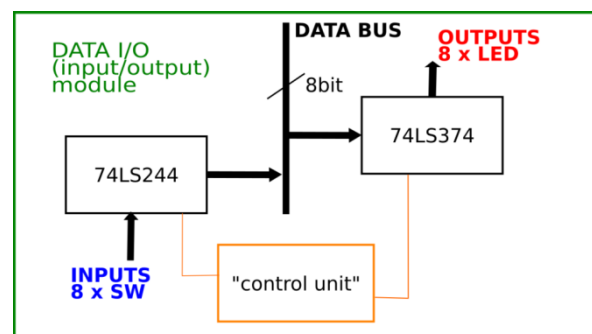 DATA I/O
(input/output)
module
DATA BUS
OUTPUTS
8 x LED
8bit
74LS374
74LS244
INPUTS
8 x SW
"control unit"